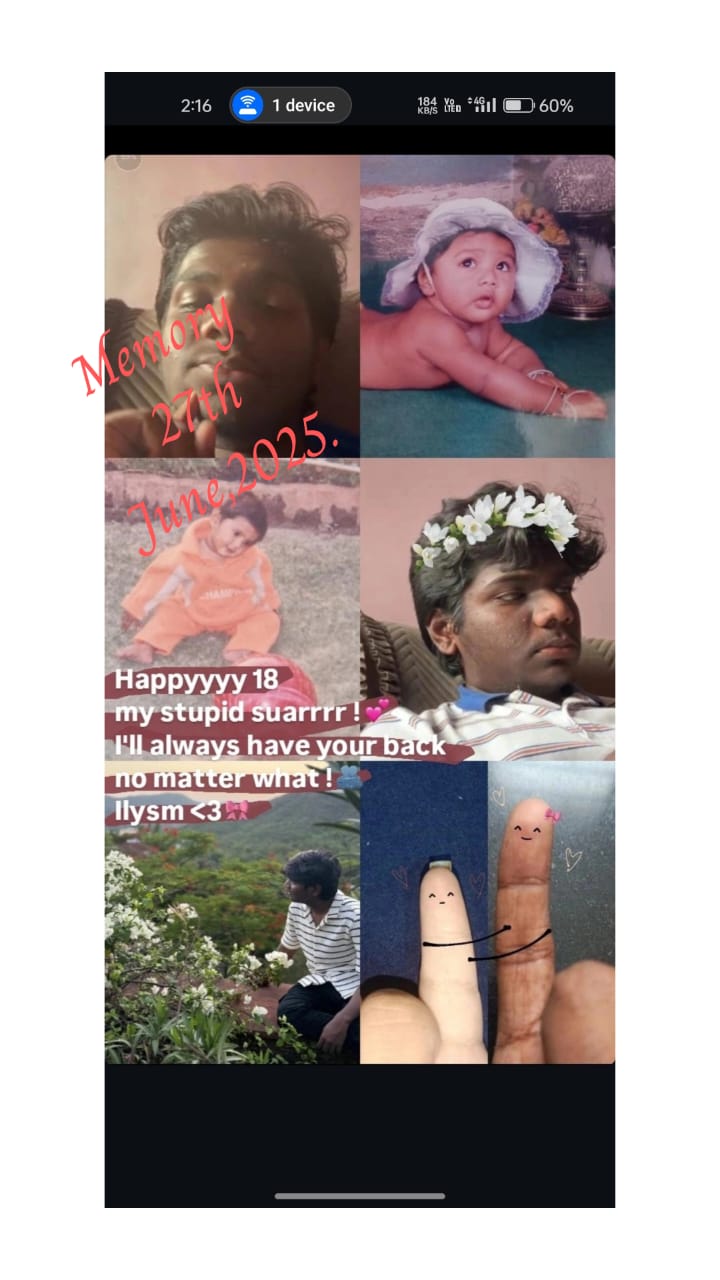 2:16
1 device
184
KB/S
Vo
LTED
4G
60%
Memory
27th
June,2025.
CHAMP
Happyyyy 18
my stupid suarrrr ! 💕
I'll always have your back
no matter what ! 🫂
Ilysm <3 🎀